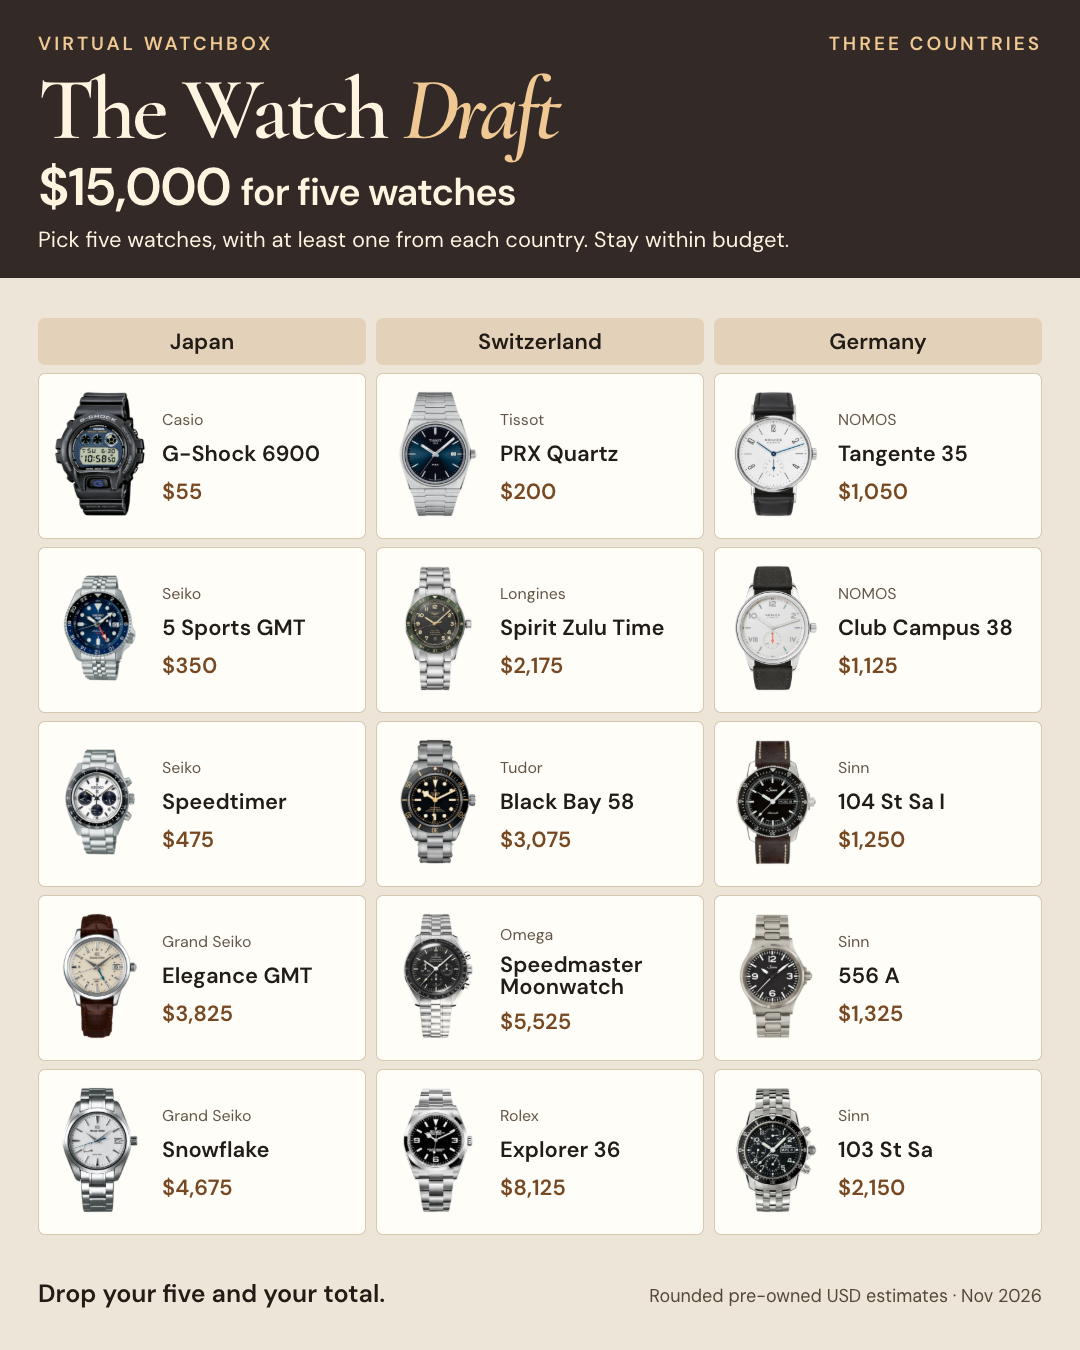 VIRTUAL WATCHBOX
THREE COUNTRIES
The Watch Draft
$15,000 for five watches
Pick five watches, with at least one from each country. Stay within budget.
Japan
Switzerland
Germany
Casio
G-Shock 6900
$55
Tissot
PRX Quartz
$200
NOMOS
Tangente 35
$1,050
Seiko
5 Sports GMT
$350
Longines
Spirit Zulu Time
$2,175
NOMOS
Club Campus 38
$1,125
Seiko
Speedtimer
$475
Tudor
Black Bay 58
$3,075
Sinn
104 St Sa I
$1,250
Grand Seiko
Elegance GMT
$3,825
Omega
Speedmaster
Moonwatch
$5,525
Sinn
556 A
$1,325
Grand Seiko
Snowflake
$4,675
Rolex
Explorer 36
$8,125
Sinn
103 St Sa
$2,150
Drop your five and your total.
Rounded pre-owned USD estimates · Nov 2026